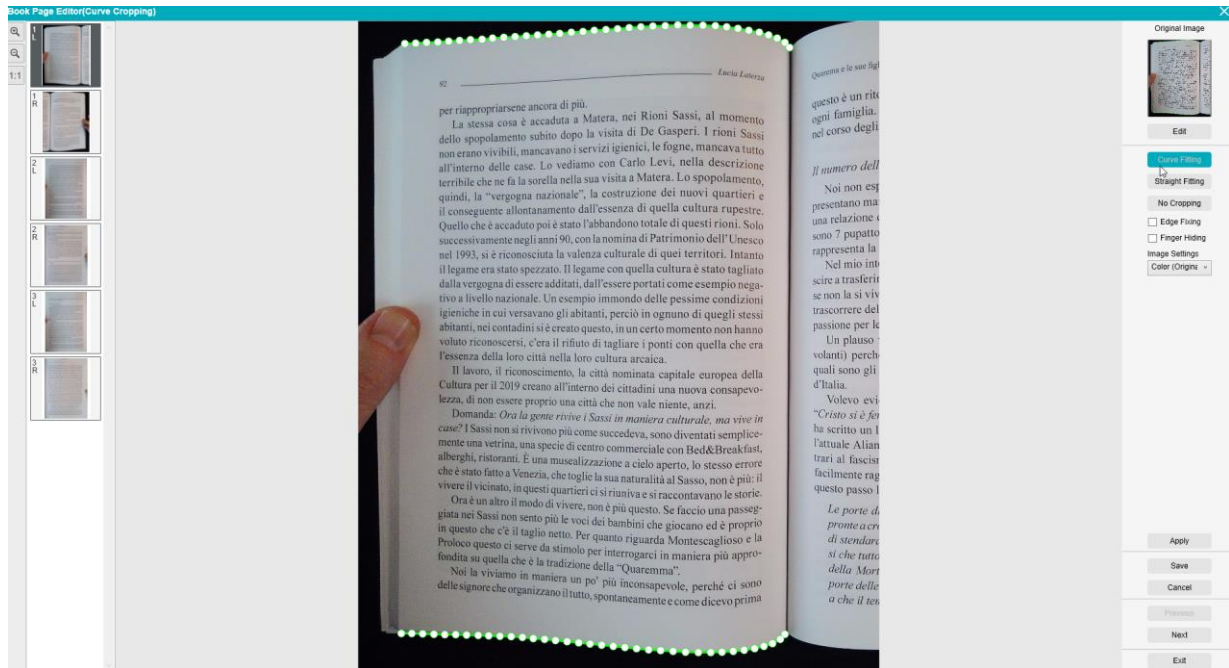 Book Page Editor(Curve Cropping)
1:1
1
L
1
R
2
L
2
R
3
L
3
R
92
Lucia Laterza
per riappropriarsene ancora di più.
La stessa cosa è accaduta a Matera, nei Rioni Sassi, al momento
dello spopolamento subito dopo la visita di De Gasperi. I rioni Sassi
non erano vivibili, mancavano i servizi igienici, le fogne, mancava tutto
all'interno delle case. Lo vediamo con Carlo Levi, nella descrizione
terribile che ne fa la sorella nella sua visita a Matera. Lo spopolamento,
quindi, la “vergogna nazionale”, la costruzione dei nuovi quartieri e
il conseguente allontanamento dall'essenza di quella cultura rupestre.
Quello che è accaduto poi è stato l'abbandono totale di questi rioni. Solo
successivamente negli anni 90, con la nomina di Patrimonio dell'Unesco
nel 1993, si è riconosciuta la valenza culturale di quei territori. Intanto
il legame era stato spezzato. Il legame con quella cultura è stato tagliato
dalla vergogna di essere additati, dall'essere portati come esempio nega-
tivo a livello nazionale. Un esempio immondo delle pessime condizioni
igieniche in cui versavano gli abitanti, perciò in ognuno di quegli stessi
abitanti, nei contadini si è creato questo, in un certo momento non hanno
voluto riconoscersi, c'era il rifiuto di tagliare i ponti con quella che era
l'essenza della loro città nella loro cultura arcaica.
Il lavoro, il riconoscimento, la città nominata capitale europea della
Cultura per il 2019 creano all'interno dei cittadini una nuova consapevo-
lezza, di non essere proprio una città che non vale niente, anzi.
Domanda: Ora la gente rivive i Sassi in maniera culturale, ma vive in
case? I Sassi non si rivivono più come succedeva, sono diventati semplice-
mente una vetrina, una specie di centro commerciale con Bed&Breakfast,
alberghi, ristoranti. È una musealizzazione a cielo aperto, lo stesso errore
che è stato fatto a Venezia, che toglie la sua naturalità al Sasso, non è più: il
vivere il vicinato, in questi quartieri ci si riuniva e si raccontavano le storie.
Ora è un altro il modo di vivere, non è più questo. Se faccio una passeg-
giata nei Sassi non sento più le voci dei bambini che giocano ed è proprio
in questo che c'è il taglio netto. Per quanto riguarda Montescaglioso e la
Proloco questo ci serve da stimolo per interrogarci in maniera più appro-
fondita su quella che è la tradizione della “Quaremma”.
Noi la viviamo in maniera un po' più inconsapevole, perché ci sono
delle signore che organizzano il tutto, spontaneamente e come dicevo prima
Quarema e le sue figl
questo è un rito
ogni famiglia.
nel corso degli
Il numero dell
Noi non esp
presentano ma
una relazione
sono 7 pupatto
rappresenta la
Nel mio inte
scire a trasferir
se non la si viv
trascorrere del
passione per lo
Un plauso
volanti) perch
quali sono gli
d'Italia.
Volevo evi
“Cristo si è fer
ha scritto un l
l'attuale Alian
trari al fascism
facilmente rag
questo passo l
Le porte d
pronte a cre
di stendard
si che tutto
della Mort
porte delle
a che il ten
Original Image
Edit
Curve Fitting
Straight Fitting
No Cropping
Edge Fixing
Finger Hiding
Image Settings
Color (Origina
Apply
Save
Cancel
Previous
Next
Exit